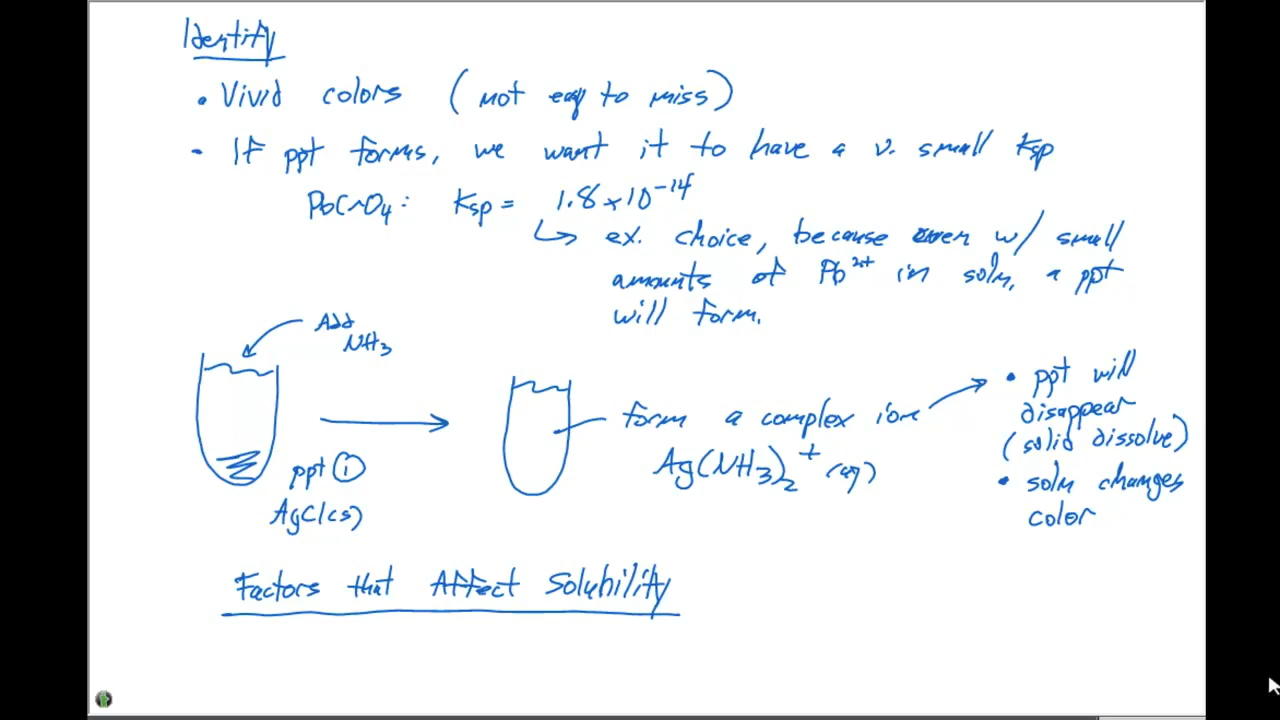 Identify
• Vivid colors (not easy to miss)
• If ppt forms, we want it to have a v. small Ksp
PbCrO4: Ksp = 1.8 × 10^-14
↳ ex. choice, because even w/ small
amounts of Pb^2+ in soln, a ppt
will form.
Add
NH3
ppt ①
AgCl(s)
form a complex ion
Ag(NH3)2^+ (aq)
• ppt will
disappear
(solid dissolve)
• soln changes
color
Factors that Affect Solubility